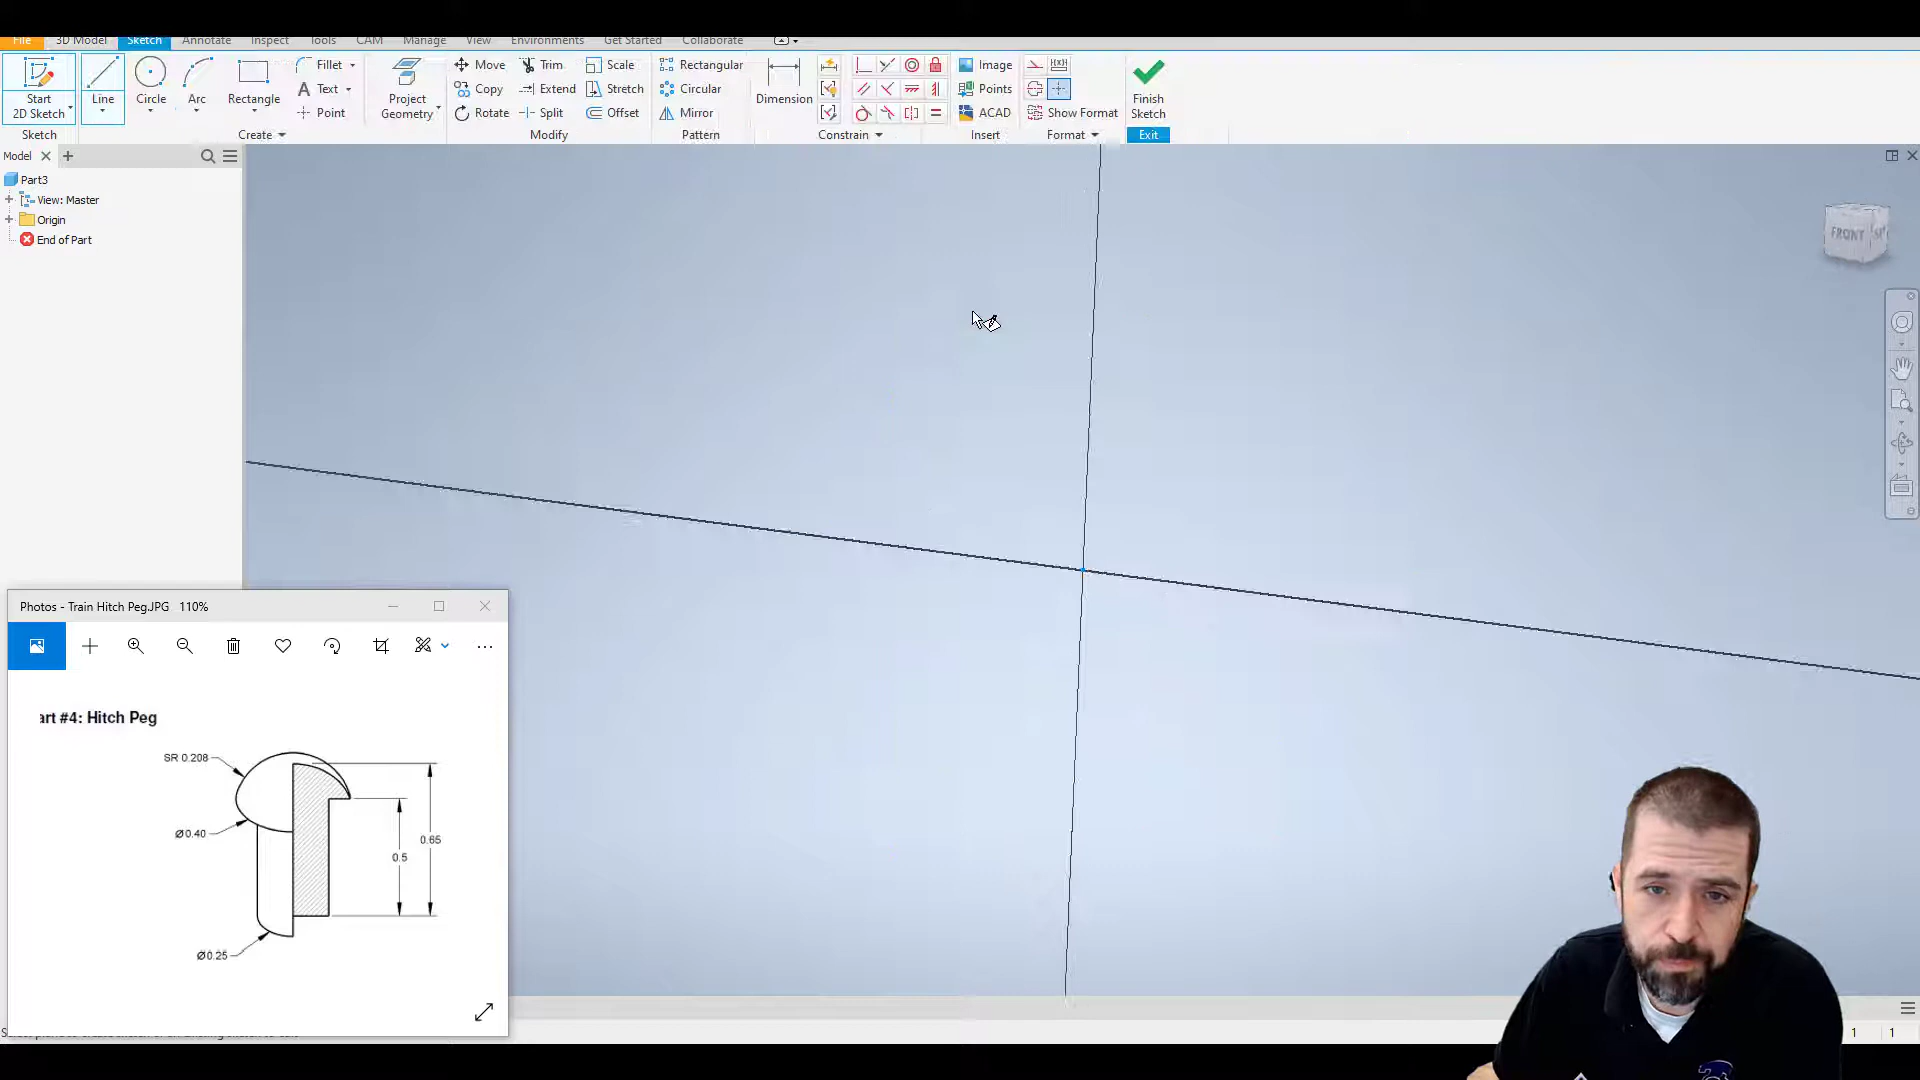 File 3D Model Sketch Annotate Inspect Tools CAM Manage View Environments Get Started Collaborate
Start
2D Sketch
Line
Circle
Arc
Rectangle
Fillet
Text
Point
Project
Geometry
Move
Copy
Rotate
Trim
Extend
Split
Scale
Stretch
Offset
Rectangular
Circular
Mirror
Dimension
Image
Points
ACAD
Show Format
Finish
Sketch
Sketch Create Modify Pattern Constrain Insert Format Exit
Model
Part3
View: Master
Origin
End of Part
FRONT
Photos - Train Hitch Peg.JPG 110%
art #4: Hitch Peg
SR 0.208
Ø0.40
0.65
0.5
Ø0.25
1 1